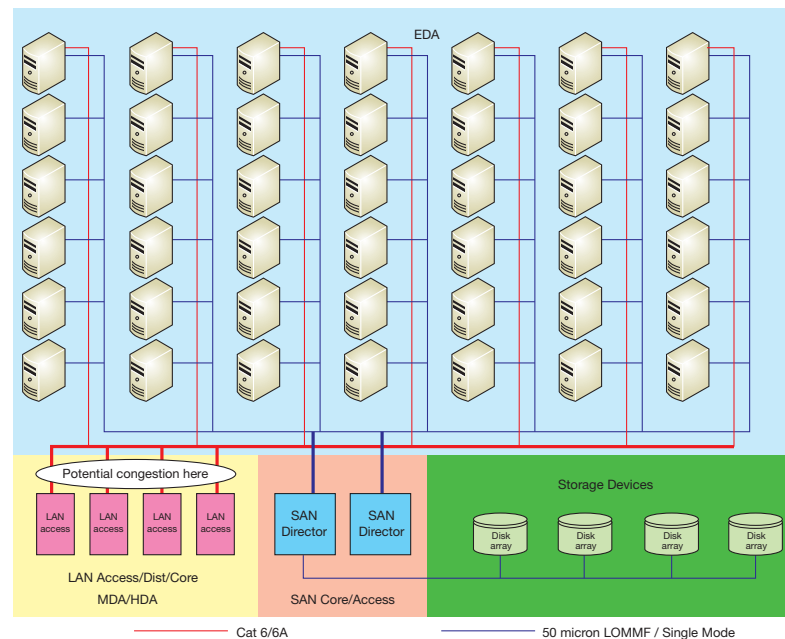 EDA
Potential congestion here
LAN
access
LAN
access
LAN
access
LAN
access
LAN Access/Dist/Core
MDA/HDA
SAN
Director
SAN
Director
SAN Core/Access
Storage Devices
Disk
array
Disk
array
Disk
array
Disk
array
Cat 6/6A
50 micron LOMMF / Single Mode